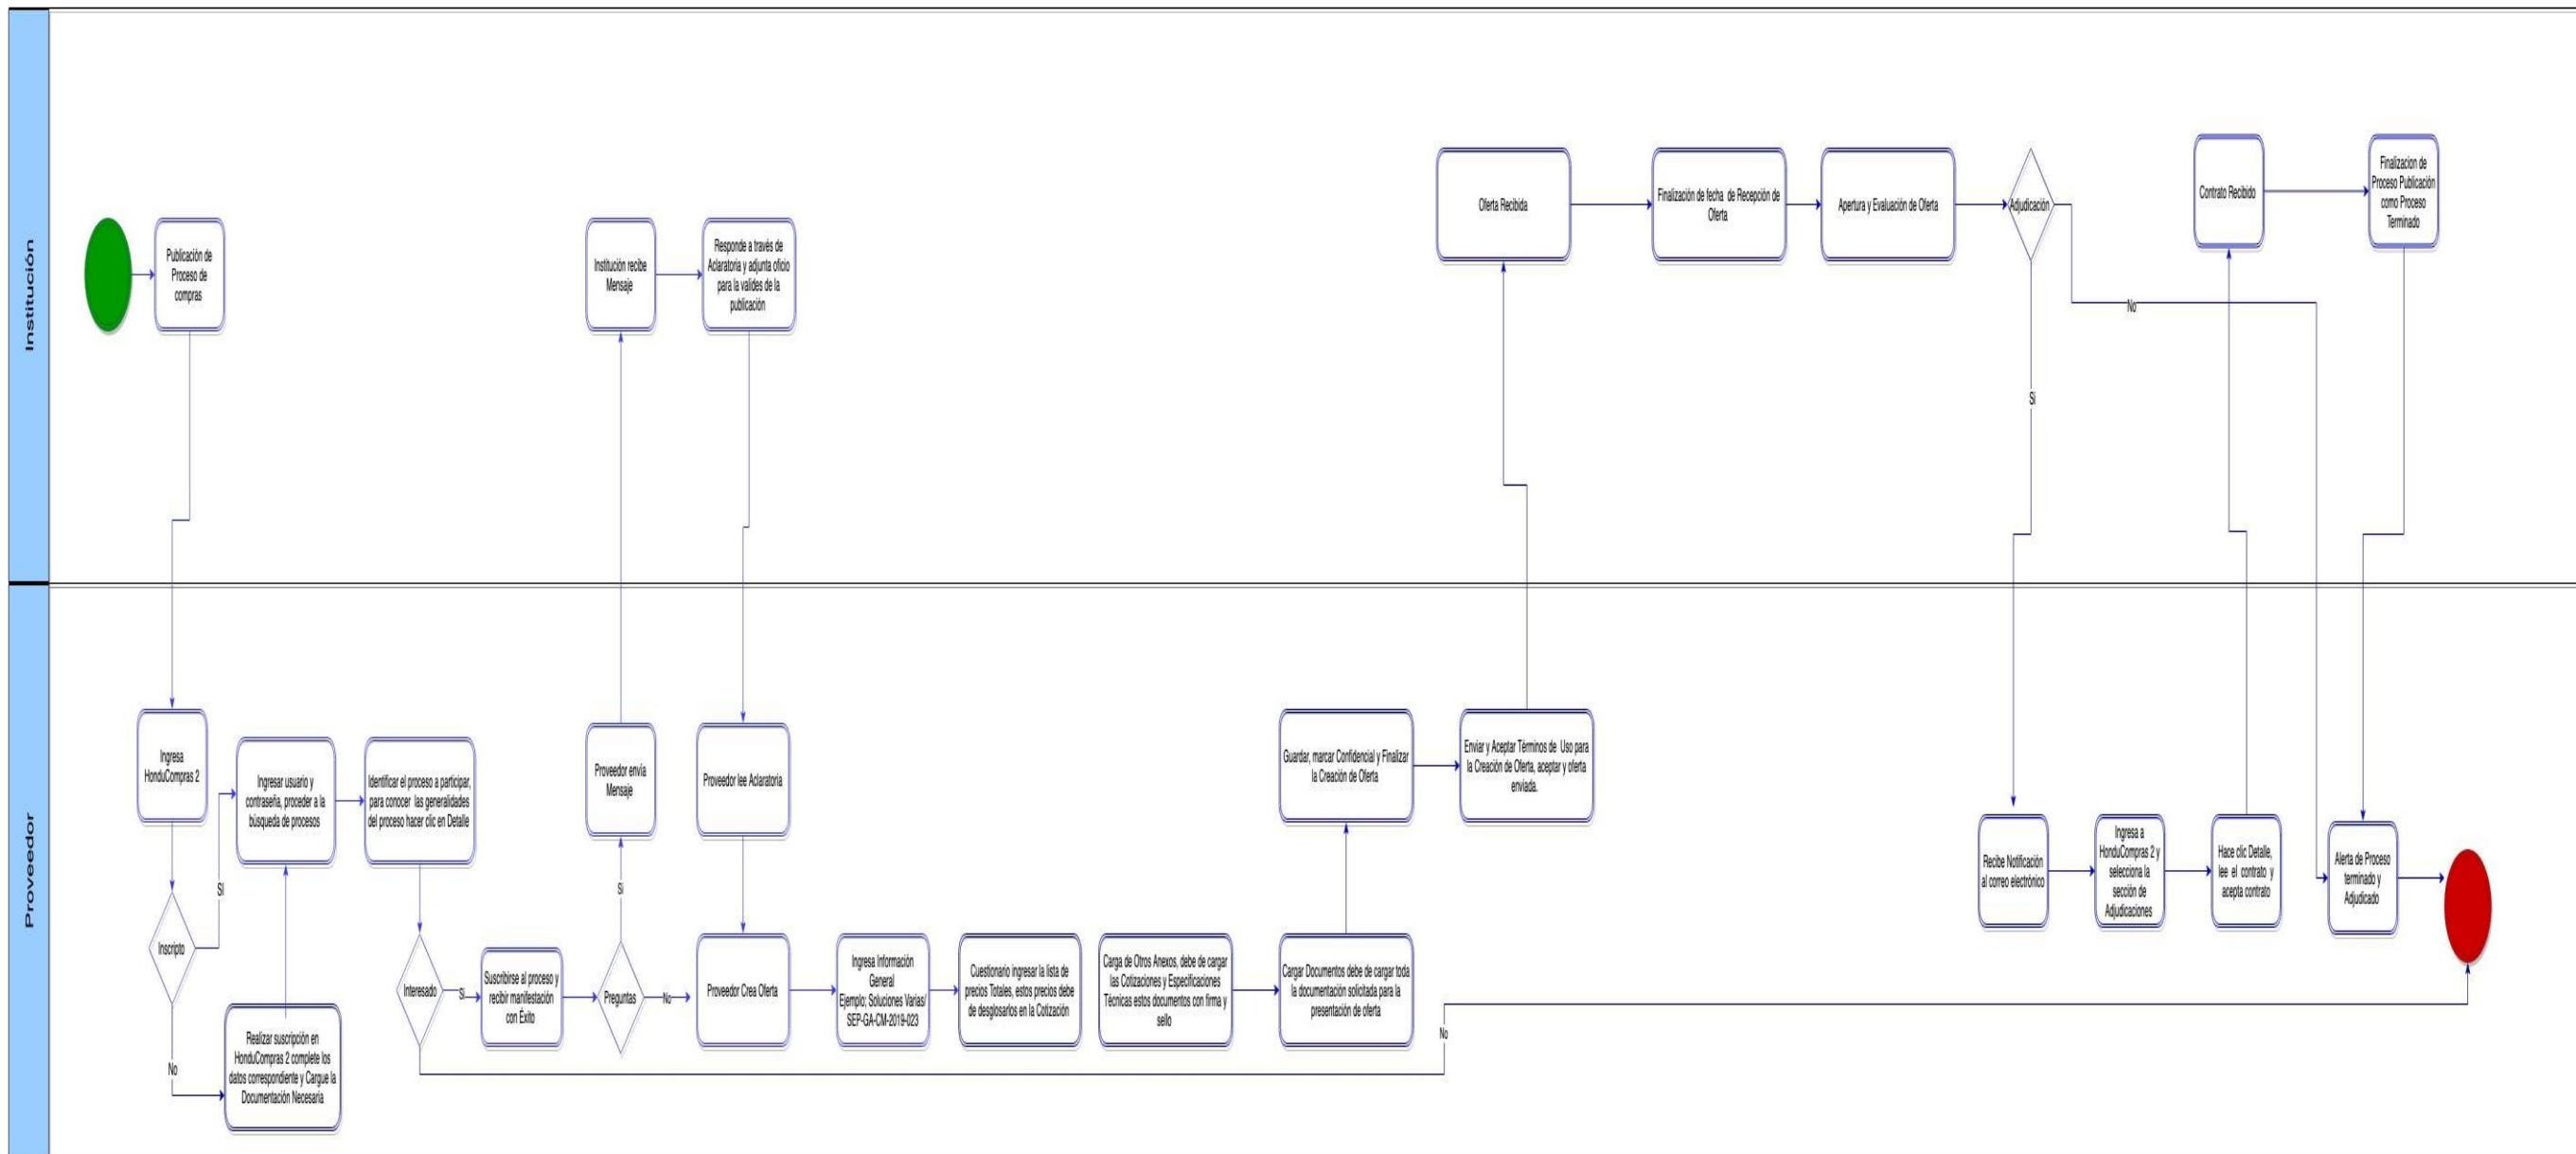 Institución
Publicación de
Proceso de
compras
Institución recibe
Mensaje
Responde a través de
Aclaratoria y adjunta oficio
para la valides de la
publicación
Oferta Recibida
Finalización de fecha de Recepción de
Oferta
Apertura y Evaluación de Oferta
Adjudicación
No
Si
Contrato Recibido
Finalizacion de
Proceso Publicación
como Proceso
Terminado
Proveedor
Ingresa
HonduCompras 2
Inscripto
Si
No
Ingresar usuario y
contraseña, proceder a la
búsqueda de procesos
Realizar suscripción en
HonduCompras 2 complete los
datos correspondiente y Cargue la
Documentación Necesaria
Identificar el proceso a participar,
para conocer las generalidades
del proceso hacer clic en Detalle
Interesado
Si
No
Suscribirse al proceso y
recibir manifestación
con Éxito
Preguntas
Si
No
Proveedor envía
Mensaje
Proveedor lee Aclaratoria
Proveedor Crea Oferta
Ingresa Información
General
Ejemplo; Soluciones Varias/
SEP-GA-CM-2019-023
Cuestionario ingresar la lista de
precios Totales, estos precios debe
de desglosarlos en la Cotización
Carga de Otros Anexos, debe de cargar
las Cotizaciones y Especificaciones
Técnicas estos documentos con firma y
sello
Cargar Documentos debe de cargar toda
la documentación solicitada para la
presentación de oferta
Guardar, marcar Confidencial y Finalizar
la Creación de Oferta
Enviar y Aceptar Términos de Uso para
la Creación de Oferta, aceptar y oferta
enviada.
Recibe Notificación
al correo electrónico
Ingresa a
HonduCompras 2 y
selecciona la
sección de
Adjudicaciones
Hace clic Detalle,
lee el contrato y
acepta contrato
Alerta de Proceso
terminado y
Adjudicado